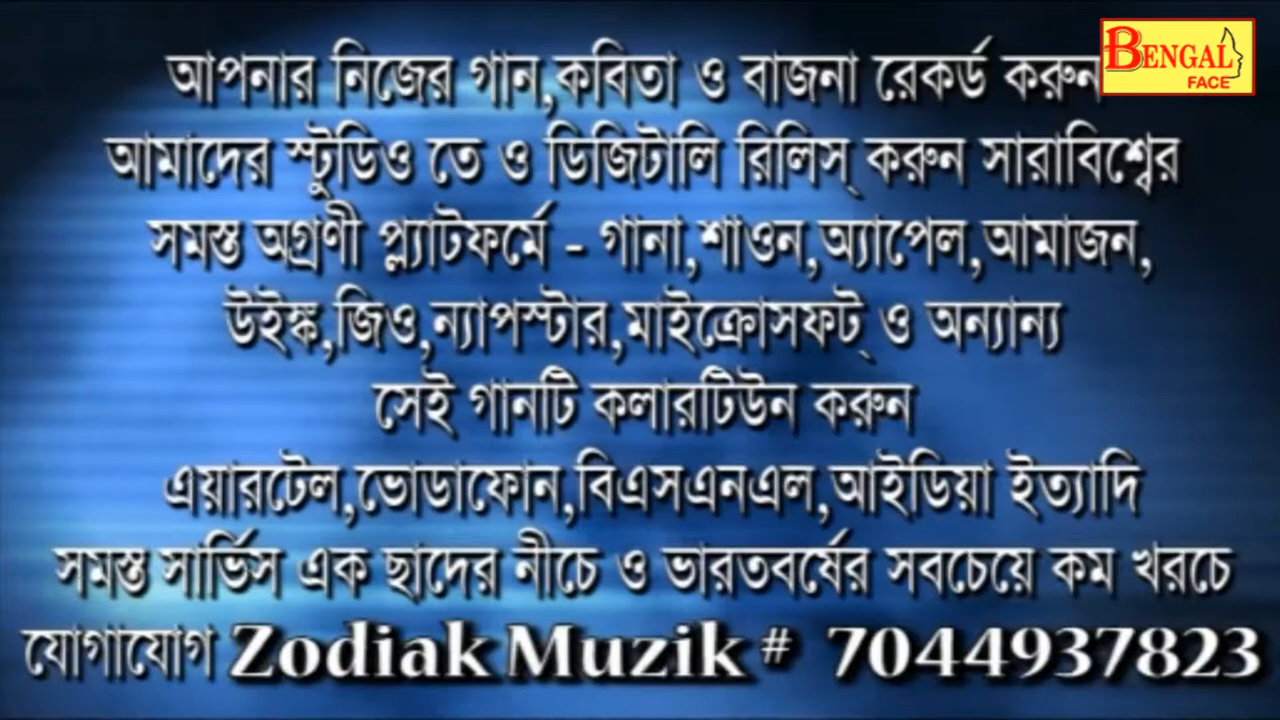 আপনার নিজের গান,কবিতা ও বাজনা রেকর্ড করুন
BENGAL
FACE
আমাদের স্টুডিও তে ও ডিজিটালি রিলিস্ করুন সারাবিশ্বের
সমস্ত অগ্রণী প্ল্যাটফর্মে - গানা,শাওন,অ্যাপেল,আমাজন,
উইঙ্ক,জিও,ন্যাপস্টার,মাইক্রোসফট্ ও অন্যান্য
সেই গানটি কলারটিউন করুন
এয়ারটেল,ভোডাফোন,বিএসএনএল,আইডিয়া ইত্যাদি
সমস্ত সার্ভিস এক ছাদের নীচে ও ভারতবর্ষের সবচেয়ে কম খরচে
যোগাযোগ Zodiak Muzik # 7044937823